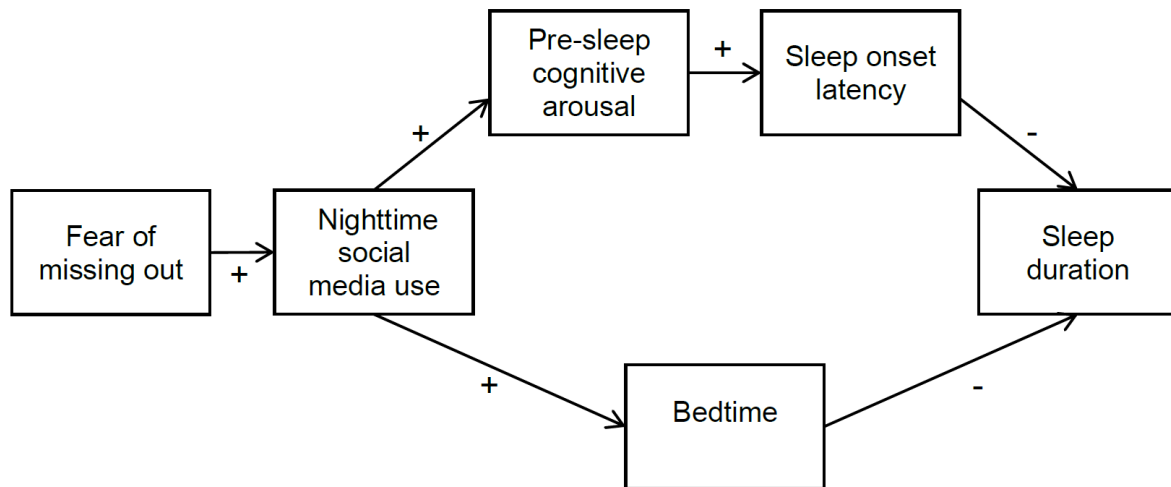 Pre-sleep
cognitive
arousal
+
Sleep onset
latency
+
-
Fear of
missing out
+
Nighttime
social
media use
Sleep
duration
+
Bedtime
-